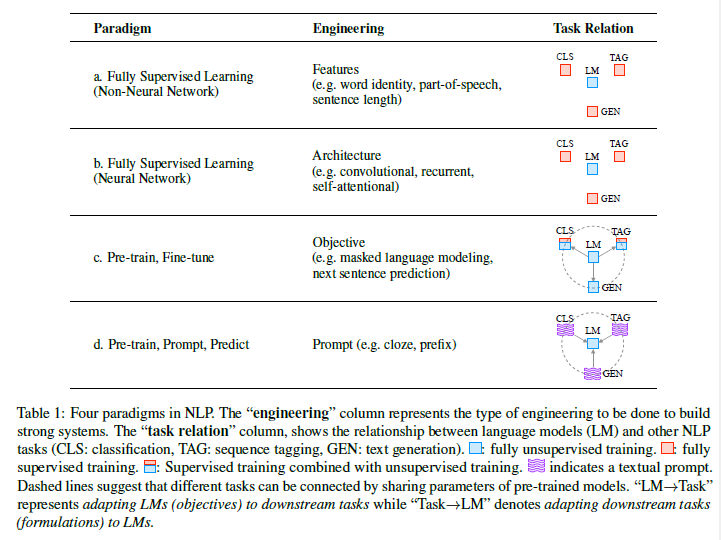 Paradigm Engineering Task Relation
a. Fully Supervised Learning
(Non-Neural Network)
Features
(e.g. word identity, part-of-speech,
sentence length)
CLS TAG
LM
GEN
b. Fully Supervised Learning
(Neural Network)
Architecture
(e.g. convolutional, recurrent,
self-attentional)
CLS TAG
LM
GEN
c. Pre-train, Fine-tune
Objective
(e.g. masked language modeling,
next sentence prediction)
CLS TAG
LM
GEN
d. Pre-train, Prompt, Predict
Prompt (e.g. cloze, prefix)
CLS TAG
LM
GEN
Table 1: Four paradigms in NLP. The “engineering” column represents the type of engineering to be done to build
strong systems. The “task relation” column, shows the relationship between language models (LM) and other NLP
tasks (CLS: classification, TAG: sequence tagging, GEN: text generation). : fully unsupervised training. : fully
supervised training. : Supervised training combined with unsupervised training. indicates a textual prompt.
Dashed lines suggest that different tasks can be connected by sharing parameters of pre-trained models. “LM→Task”
represents adapting LMs (objectives) to downstream tasks while “Task→LM” denotes adapting downstream tasks
(formulations) to LMs.